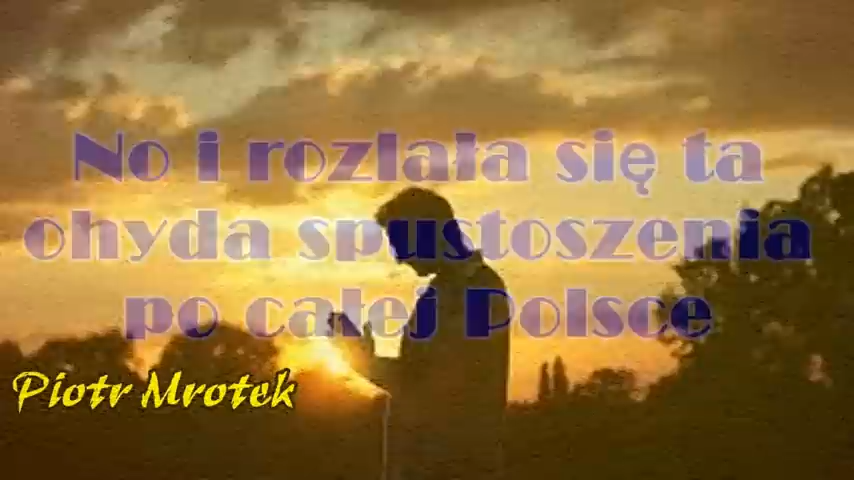 No i rozlała się ta
ohyda spustoszenia
po całej Polsce
Piotr Mrotek